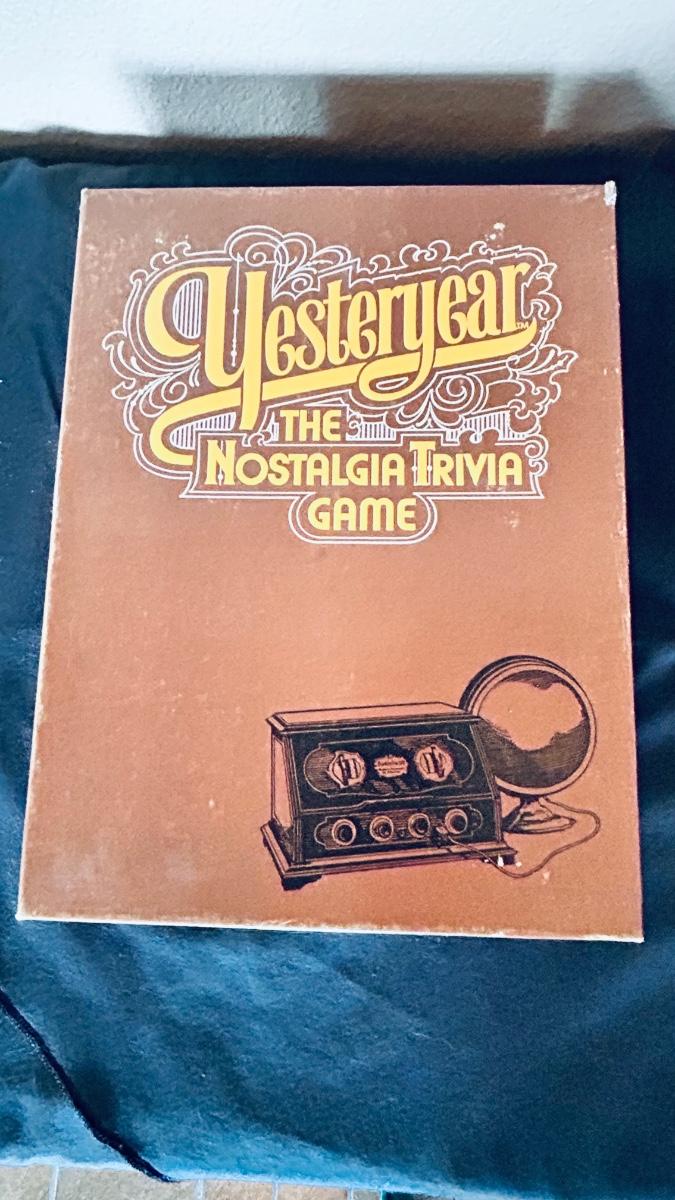 Yesteryear™
THE
NOSTALGIA TRIVIA
GAME